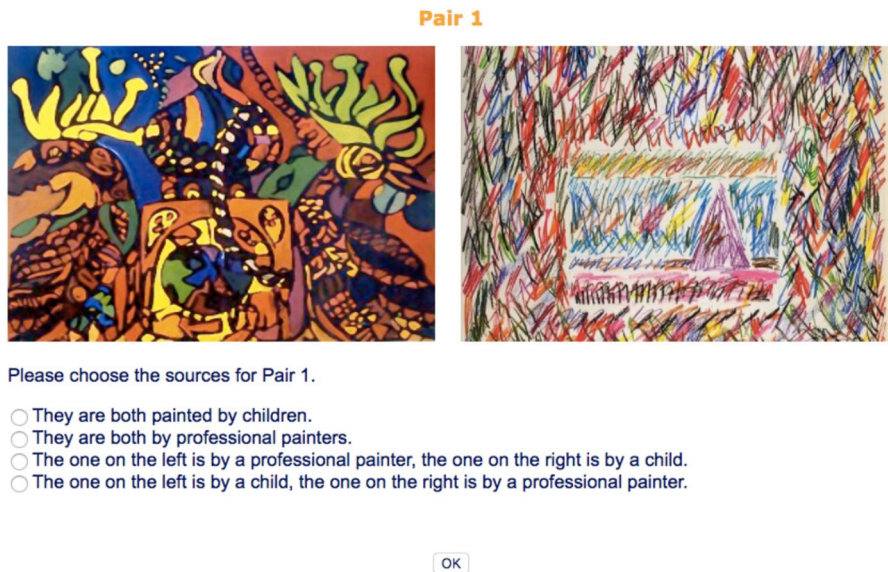 Pair 1
Please choose the sources for Pair 1.
They are both painted by children.
They are both by professional painters.
The one on the left is by a professional painter, the one on the right is by a child.
The one on the left is by a child, the one on the right is by a professional painter.
OK